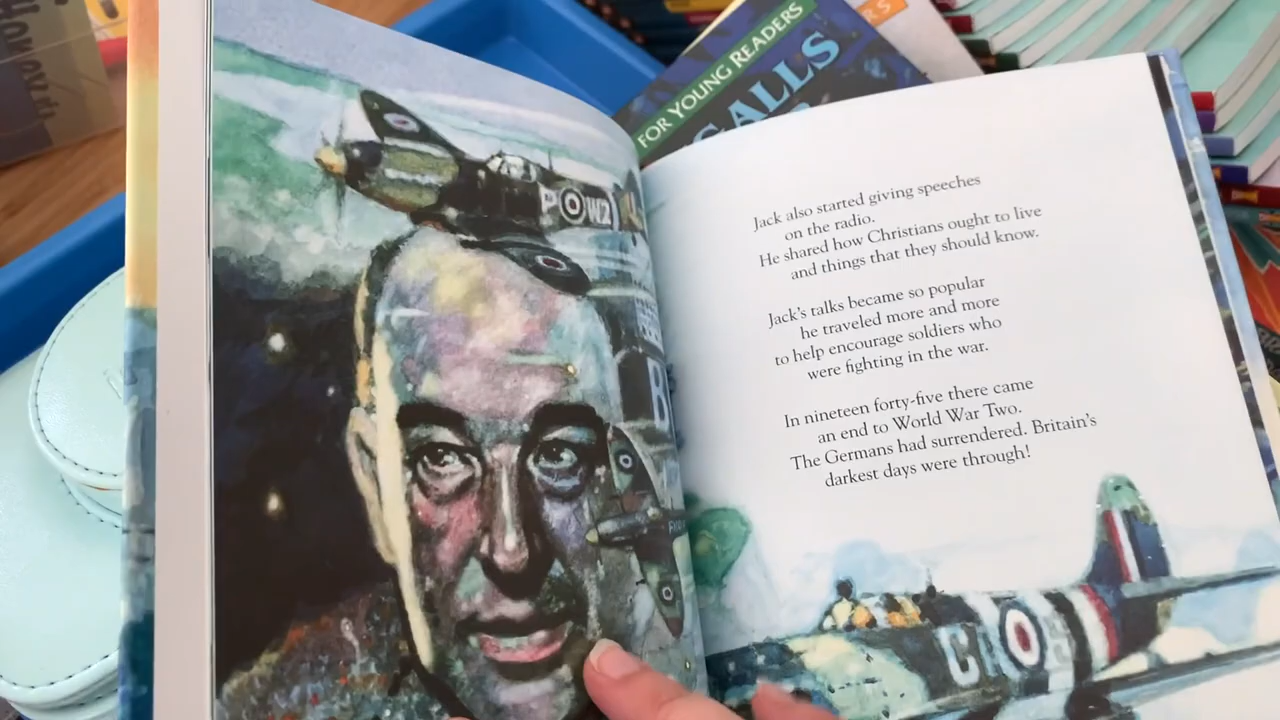 FOR YOUNG READERS
CALLS
RS
P W2
Jack also started giving speeches
on the radio.
He shared how Christians ought to live
and things that they should know.
Jack's talks became so popular
he traveled more and more
to help encourage soldiers who
were fighting in the war.
In nineteen forty-five there came
an end to World War Two.
The Germans had surrendered. Britain's
darkest days were through!
CA